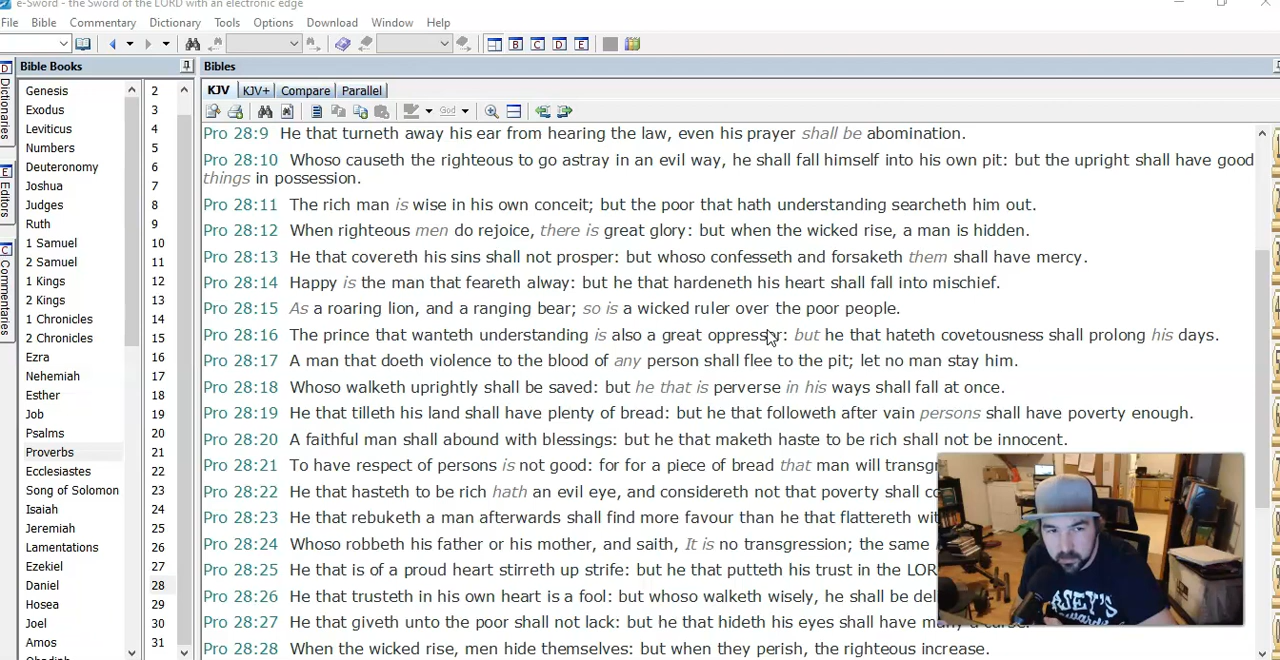 e-Sword - the Sword of the LORD with an electronic edge
File Bible Commentary Dictionary Tools Options Download Window Help
B C D E
Bible Books
Bibles
D Dictionaries
E Editors
C Commentaries
KJV KJV+ Compare Parallel
God
Genesis
Exodus
Leviticus
Numbers
Deuteronomy
Joshua
Judges
Ruth
1 Samuel
2 Samuel
1 Kings
2 Kings
1 Chronicles
2 Chronicles
Ezra
Nehemiah
Esther
Job
Psalms
Proverbs
Ecclesiastes
Song of Solomon
Isaiah
Jeremiah
Lamentations
Ezekiel
Daniel
Hosea
Joel
Amos
2
3
4
5
6
7
8
9
10
11
12
13
14
15
16
17
18
19
20
21
22
23
24
25
26
27
28
29
30
31
Pro 28:9 He that turneth away his ear from hearing the law, even his prayer shall be abomination.
Pro 28:10 Whoso causeth the righteous to go astray in an evil way, he shall fall himself into his own pit: but the upright shall have good
things in possession.
Pro 28:11 The rich man is wise in his own conceit; but the poor that hath understanding searcheth him out.
Pro 28:12 When righteous men do rejoice, there is great glory: but when the wicked rise, a man is hidden.
Pro 28:13 He that covereth his sins shall not prosper: but whoso confesseth and forsaketh them shall have mercy.
Pro 28:14 Happy is the man that feareth alway: but he that hardeneth his heart shall fall into mischief.
Pro 28:15 As a roaring lion, and a ranging bear; so is a wicked ruler over the poor people.
Pro 28:16 The prince that wanteth understanding is also a great oppressor: but he that hateth covetousness shall prolong his days.
Pro 28:17 A man that doeth violence to the blood of any person shall flee to the pit; let no man stay him.
Pro 28:18 Whoso walketh uprightly shall be saved: but he that is perverse in his ways shall fall at once.
Pro 28:19 He that tilleth his land shall have plenty of bread: but he that followeth after vain persons shall have poverty enough.
Pro 28:20 A faithful man shall abound with blessings: but he that maketh haste to be rich shall not be innocent.
Pro 28:21 To have respect of persons is not good: for for a piece of bread that man will transgr
Pro 28:22 He that hasteth to be rich hath an evil eye, and considereth not that poverty shall co
Pro 28:23 He that rebuketh a man afterwards shall find more favour than he that flattereth wit
Pro 28:24 Whoso robbeth his father or his mother, and saith, It is no transgression; the same
Pro 28:25 He that is of a proud heart stirreth up strife: but he that putteth his trust in the LOR
Pro 28:26 He that trusteth in his own heart is a fool: but whoso walketh wisely, he shall be del
Pro 28:27 He that giveth unto the poor shall not lack: but he that hideth his eyes shall have many a curse.
Pro 28:28 When the wicked rise, men hide themselves: but when they perish, the righteous increase.